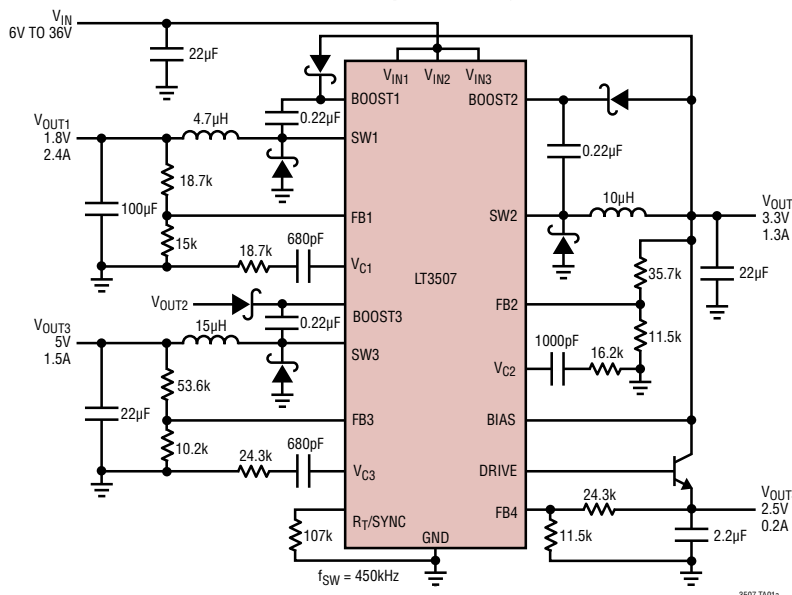 VIN
6V TO 36V
22µF
VIN1 VIN2 VIN3
BOOST1
BOOST2
0.22µF
VOUT1
1.8V
2.4A
4.7µH
SW1
0.22µF
18.7k
100µF
FB1
SW2
10µH
VOUT
3.3V
1.3A
15k
18.7k
680pF
VC1
LT3507
35.7k
22µF
VOUT2
BOOST3
FB2
0.22µF
VOUT3
5V
1.5A
15µH
SW3
11.5k
1000pF
16.2k
VC2
53.6k
22µF
FB3
BIAS
10.2k
24.3k
680pF
VC3
DRIVE
RT/SYNC
FB4
24.3k
VOUT
2.5V
0.2A
107k
GND
11.5k
2.2µF
fSW = 450kHz
3507 TA01a